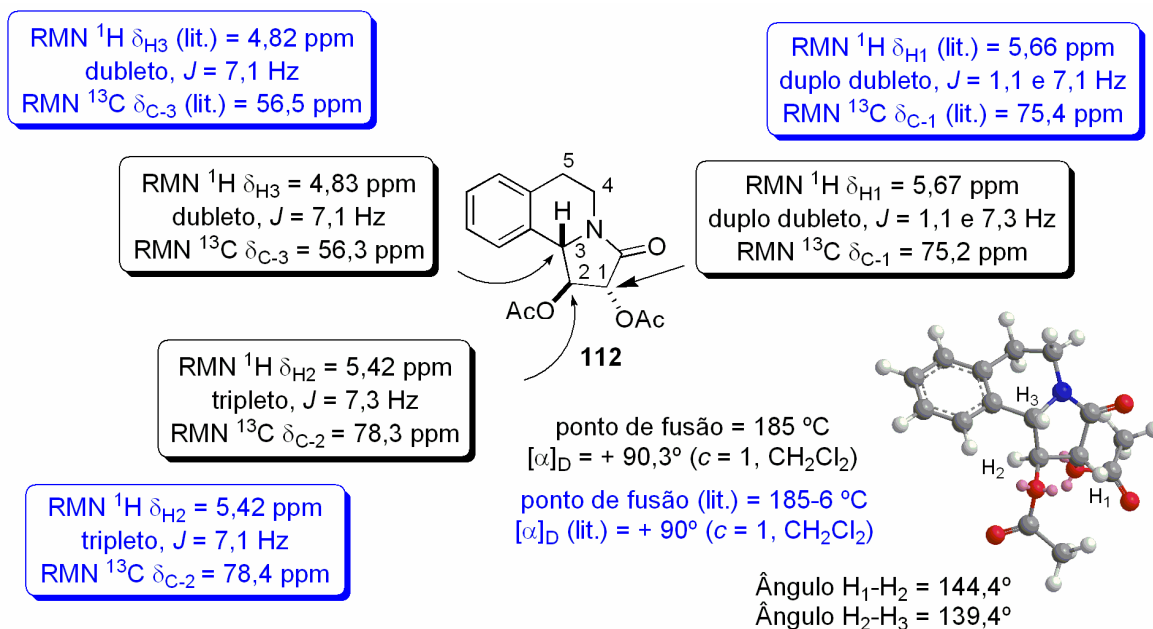 RMN ¹H δH3 (lit.) = 4,82 ppm
dubleto, J = 7,1 Hz
RMN ¹³C δC-3 (lit.) = 56,5 ppm
RMN ¹H δH1 (lit.) = 5,66 ppm
duplo dubleto, J = 1,1 e 7,1 Hz
RMN ¹³C δC-1 (lit.) = 75,4 ppm
RMN ¹H δH3 = 4,83 ppm
dubleto, J = 7,1 Hz
RMN ¹³C δC-3 = 56,3 ppm
5
4
H
N
O
3
2
1
AcO
OAc
112
RMN ¹H δH1 = 5,67 ppm
duplo dubleto, J = 1,1 e 7,3 Hz
RMN ¹³C δC-1 = 75,2 ppm
RMN ¹H δH2 = 5,42 ppm
tripleto, J = 7,3 Hz
RMN ¹³C δC-2 = 78,3 ppm
ponto de fusão = 185 ºC
[α]D = + 90,3º (c = 1, CH2Cl2)
ponto de fusão (lit.) = 185-6 ºC
[α]D (lit.) = + 90º (c = 1, CH2Cl2)
H3
H2
H1
RMN ¹H δH2 = 5,42 ppm
tripleto, J = 7,1 Hz
RMN ¹³C δC-2 = 78,4 ppm
Ângulo H1-H2 = 144,4º
Ângulo H2-H3 = 139,4º